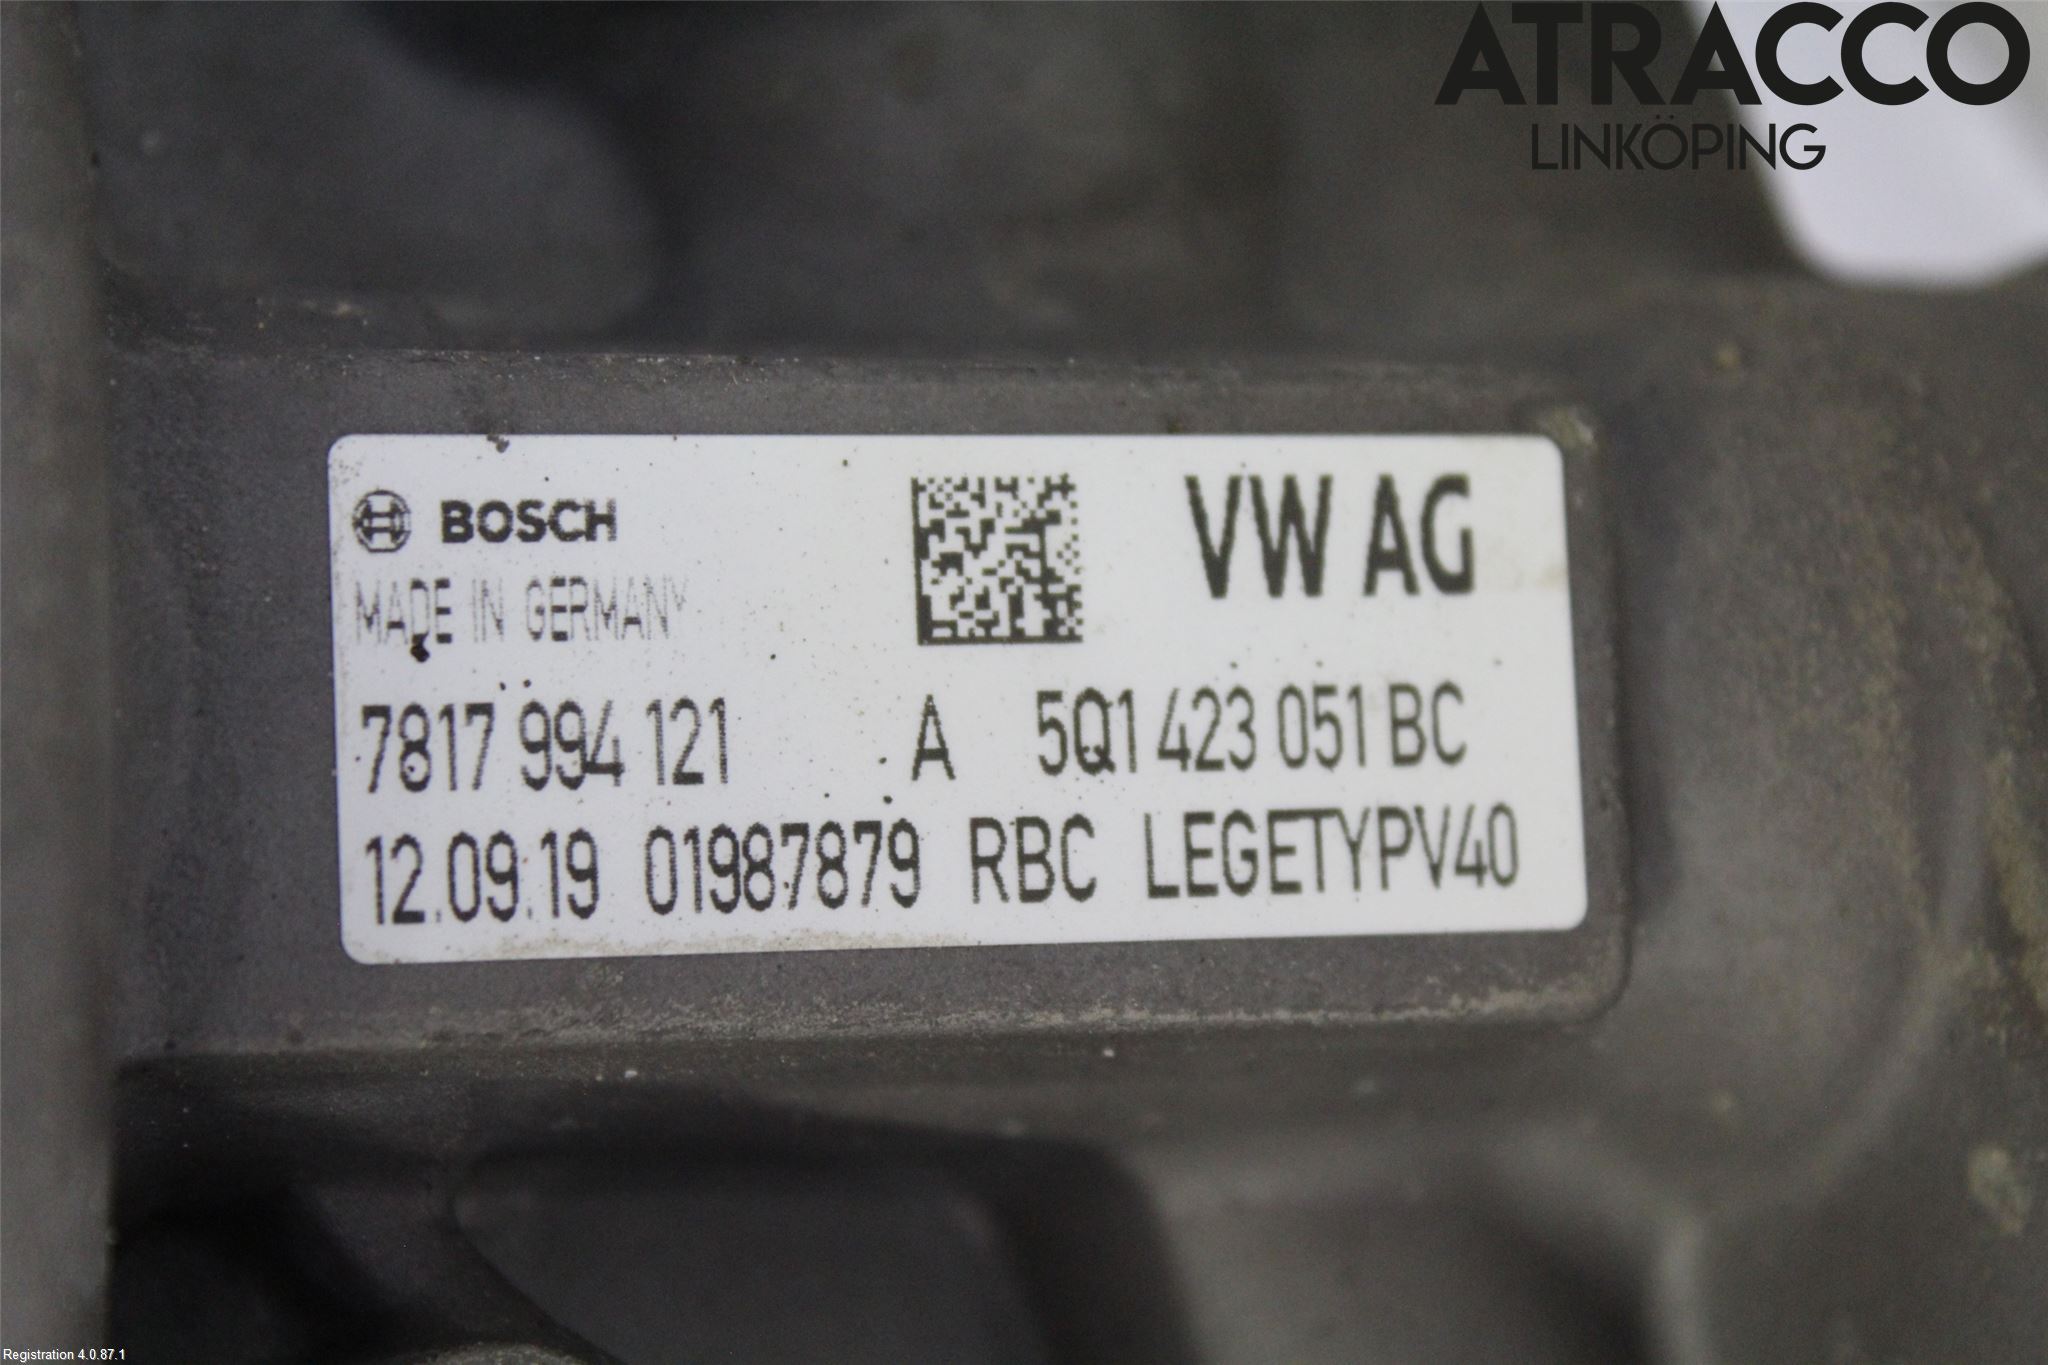 ATRACCO
LINKÖPING
BOSCH
VW AG
MADE IN GERMANY
7817 994 121 A 5Q1 423 051 BC
12.09.19 01987879 RBC LEGETYPV40
Registration 4.0.87.1